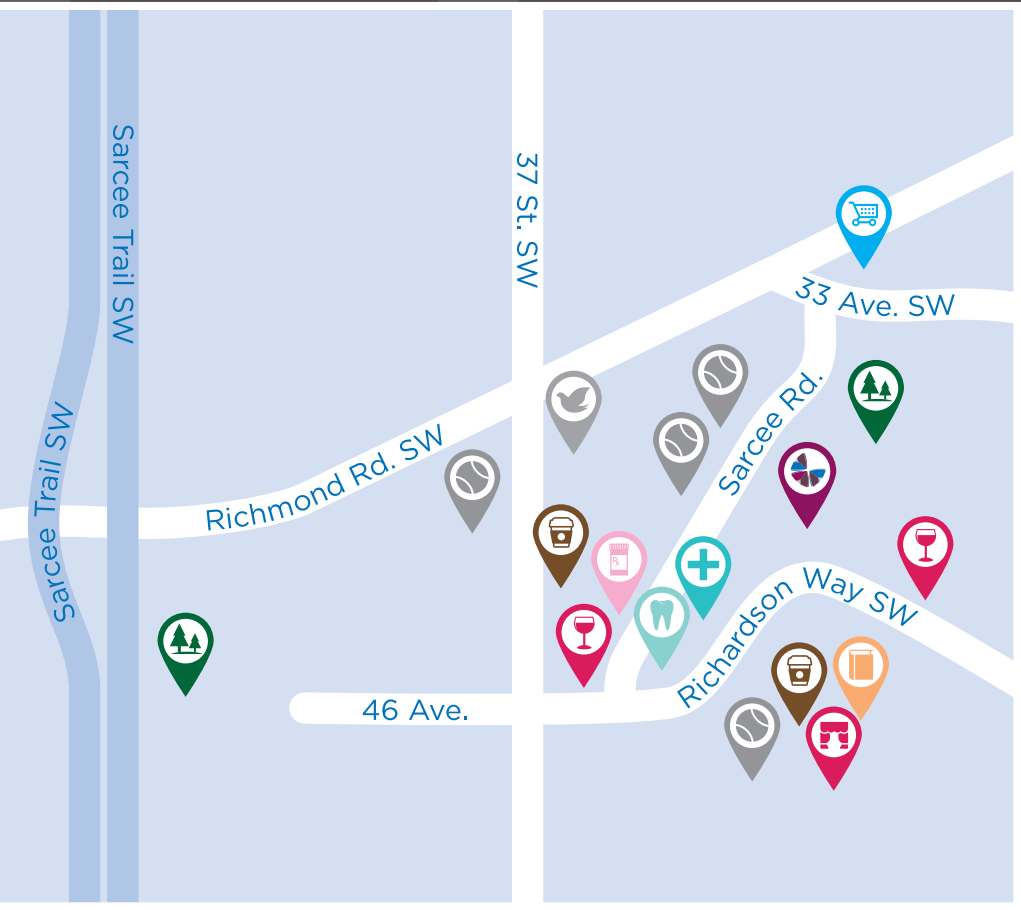 Sarcee Trail SW
37 St. SW
33 Ave. SW
Sarcee Rd.
Sarcee Trail SW
Richmond Rd. SW
Rx
Richardson Way SW
46 Ave.